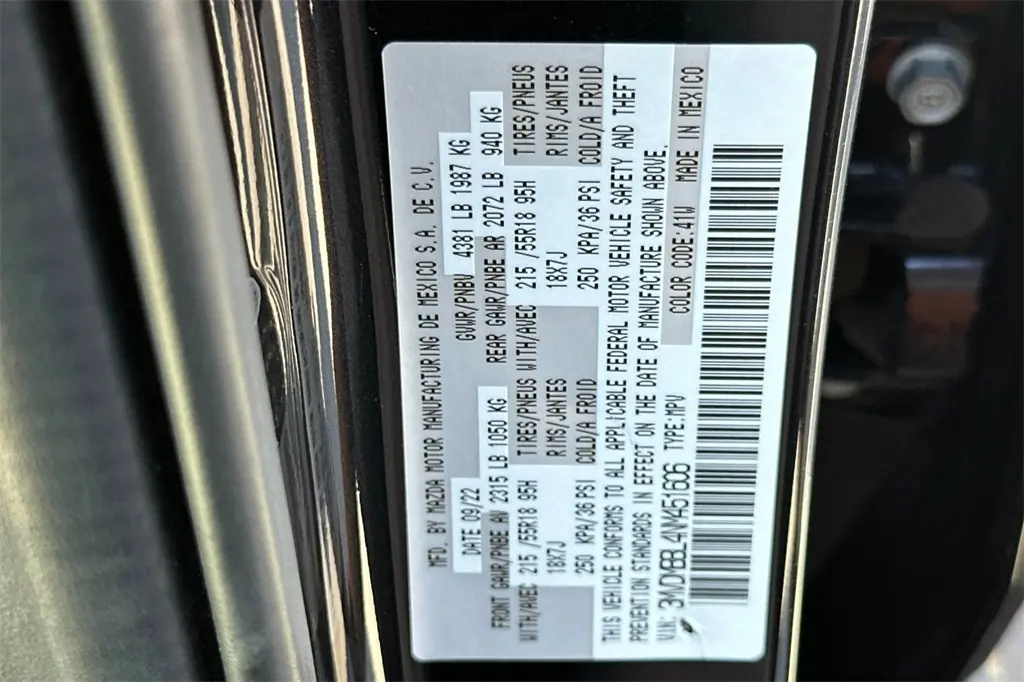 MFD. BY MAZDA MOTOR MANUFACTURING DE MEXICO S.A. DE C.V.
DATE 09/22 GVWR/PNBV 4381 LB 1987 KG
FRONT GAWR/PNBE AV 2315 LB 1050 KG REAR GAWR/PNBE AR 2072 LB 940 KG
WITH/AVEC 215 /55R18 95H TIRES/PNEUS WITH/AVEC 215 /55R18 95H TIRES/PNEUS
18X7J RIMS/JANTES 18X7J RIMS/JANTES
250 KPA/36 PSI COLD/A FROID 250 KPA/36 PSI COLD/A FROID
THIS VEHICLE CONFORMS TO ALL APPLICABLE FEDERAL MOTOR VEHICLE SAFETY AND THEFT
PREVENTION STANDARDS IN EFFECT ON THE DATE OF MANUFACTURE SHOWN ABOVE.
V.I.N: 3MVDMBBL4NM451606 TYPE:MPV COLOR CODE:41W MADE IN MEXICO